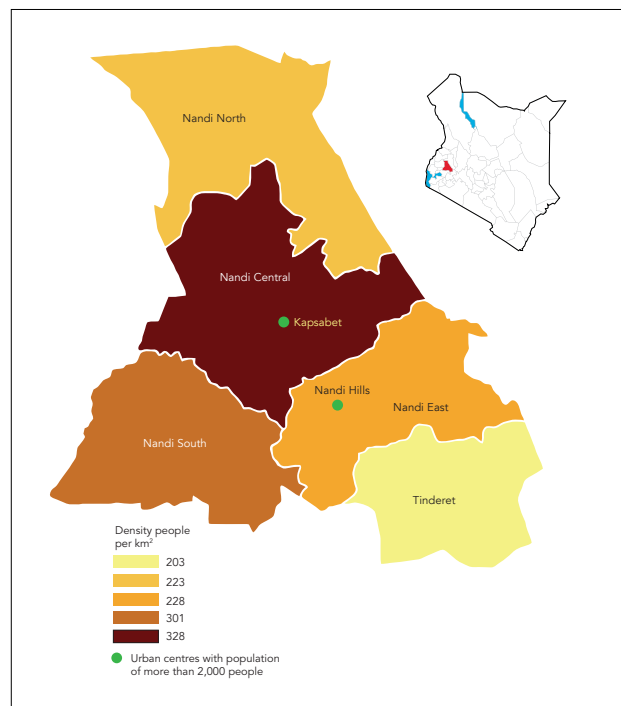 Nandi North
Nandi Central
Kapsabet
Nandi Hills
Nandi East
Nandi South
Tinderet
Density people
per km²
203
223
228
301
328
Urban centres with population
of more than 2,000 people